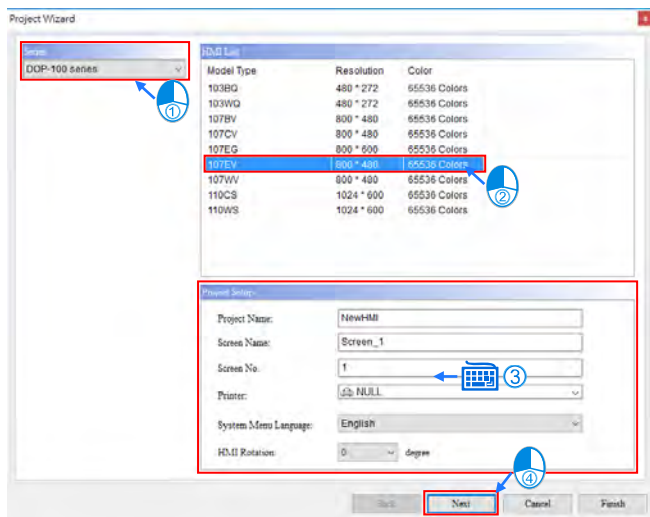 Project Wizard
Series
DOP-100 series
①
HMI List
Model Type Resolution Color
103BQ 480 * 272 65536 Colors
103WQ 480 * 272 65536 Colors
107BV 800 * 480 65536 Colors
107CV 800 * 480 65536 Colors
107EG 800 * 600 65536 Colors
107EV 800 * 480 65536 Colors
②
107WV 800 * 480 65536 Colors
110CS 1024 * 600 65536 Colors
110WS 1024 * 600 65536 Colors
Project Setup
Project Name: NewHMI
Screen Name: Screen_1
Screen No. 1
③
Printer: NULL
System Menu Language: English
HMI Rotation: 0 degree
④
Back Next Cancel Finish